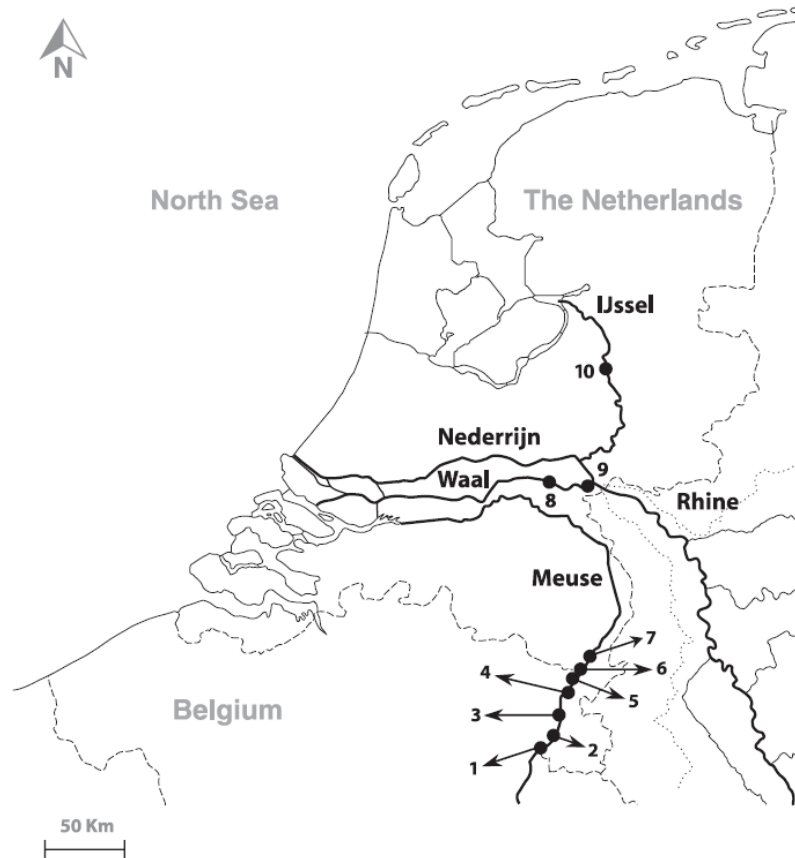 N
North Sea
The Netherlands
IJssel
10
Nederrijn
9
Waal
8
Rhine
Meuse
7
4
6
5
Belgium
3
2
1
50 Km